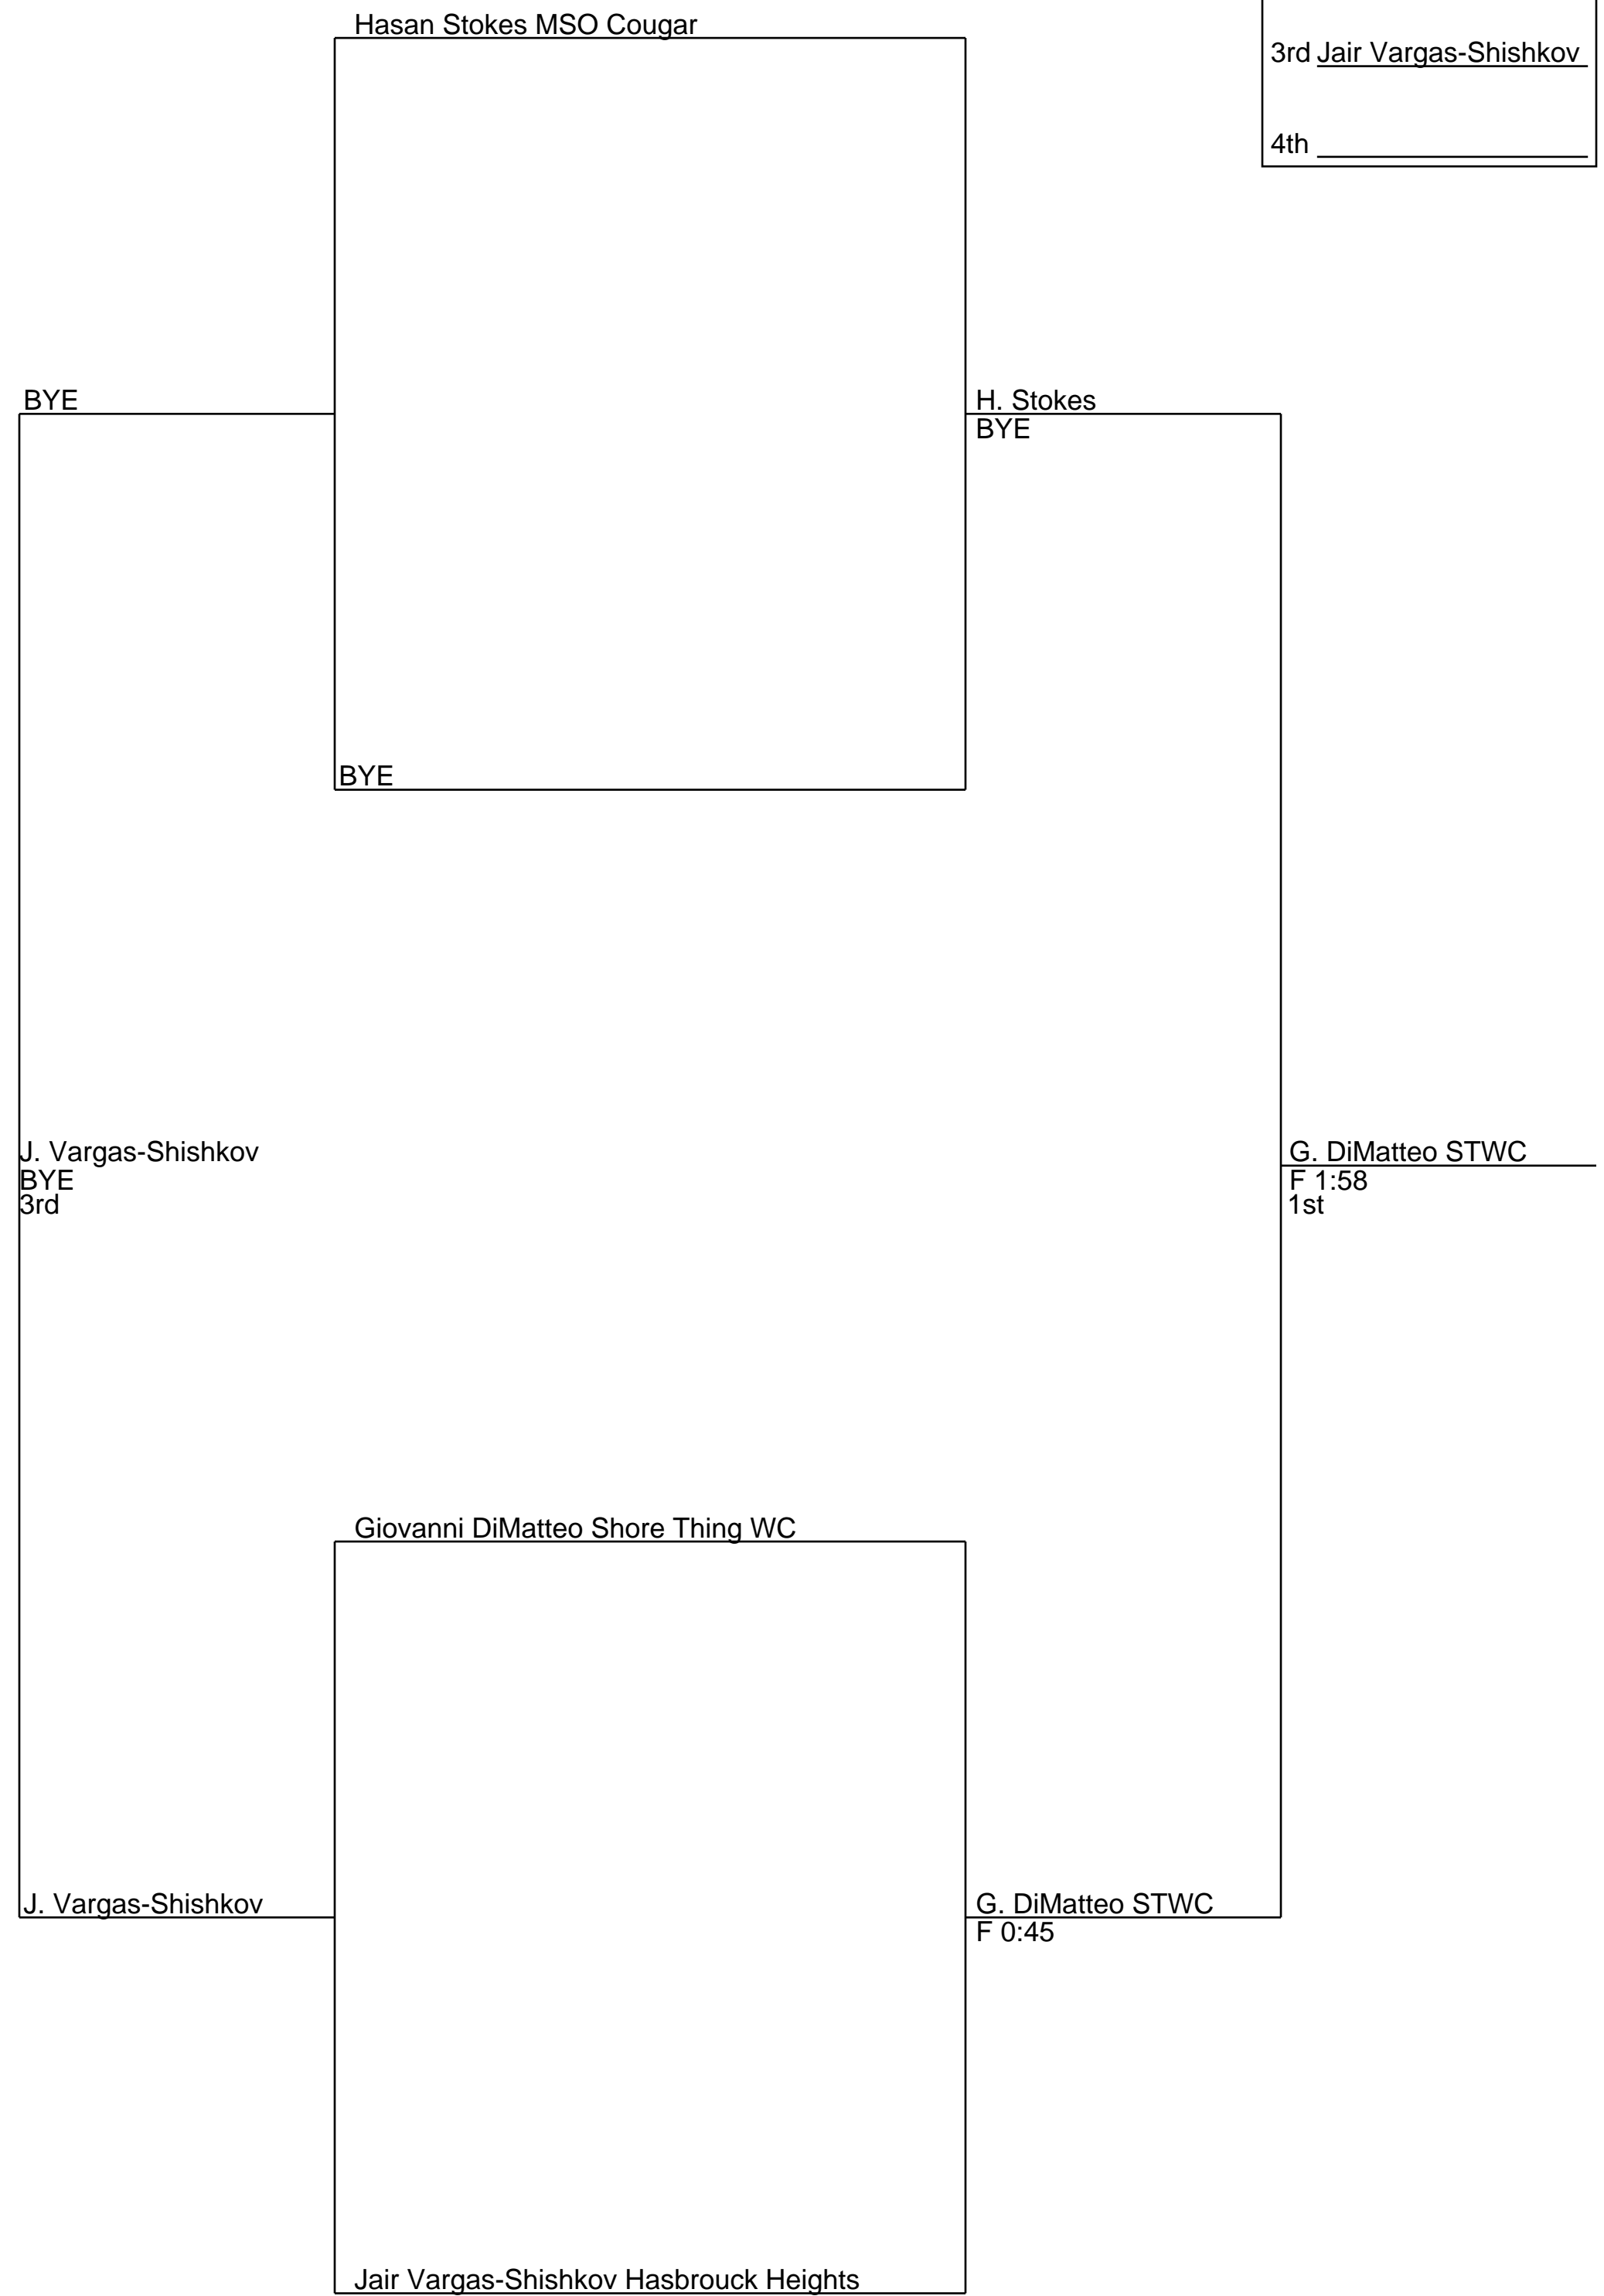 Hasan Stokes MSO Cougar
3rd Jair Vargas-Shishkov
4th
BYE
H. Stokes
BYE
BYE
J. Vargas-Shishkov
BYE
3rd
G. DiMatteo STWC
F 1:58
1st
Giovanni DiMatteo Shore Thing WC
J. Vargas-Shishkov
G. DiMatteo STWC
F 0:45
Jair Vargas-Shishkov Hasbrouck Heights